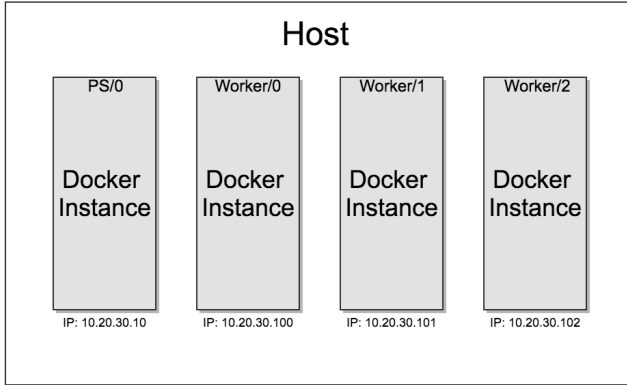 Host
PS/0
Worker/0
Worker/1
Worker/2
Docker
Instance
Docker
Instance
Docker
Instance
Docker
Instance
IP: 10.20.30.10
IP: 10.20.30.100
IP: 10.20.30.101
IP: 10.20.30.102